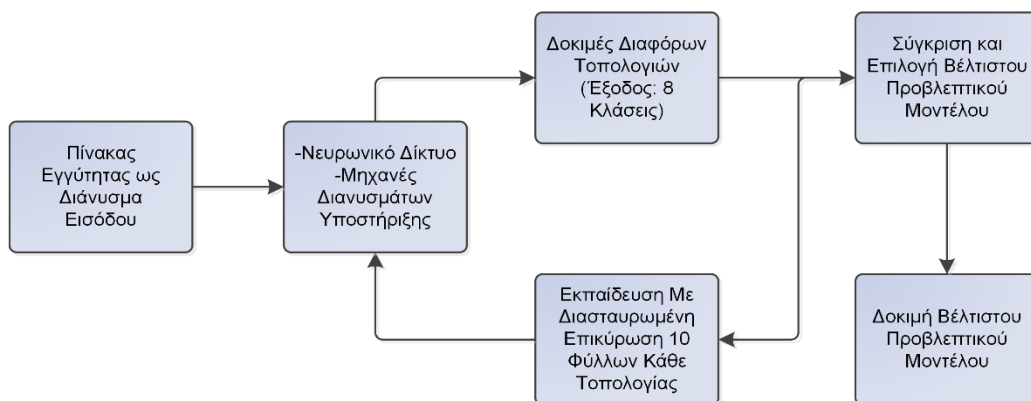 Πίνακας
Εγγύτητας ως
Διάνυσμα
Εισόδου
-Νευρωνικό Δίκτυο
-Μηχανές
Διανυσμάτων
Υποστήριξης
Δοκιμές Διαφόρων
Τοπολογιών
(Έξοδος: 8
Κλάσεις)
Εκπαίδευση Με
Διασταυρωμένη
Επικύρωση 10
Φύλλων Κάθε
Τοπολογίας
Σύγκριση και
Επιλογή Βέλτιστου
Προβλεπτικού
Μοντέλου
Δοκιμή Βέλτιστου
Προβλεπτικού
Μοντέλου